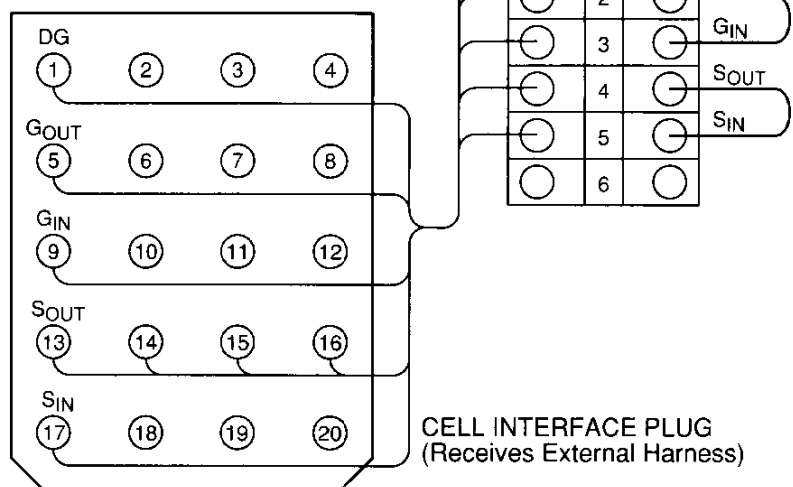 DG
1 2 3 4
GOUT
5 6 7 8
GIN
9 10 11 12
SOUT
13 14 15 16
SIN
17 18 19 20
2
3 GIN
4 SOUT
5 SIN
6
CELL INTERFACE PLUG
(Receives External Harness)